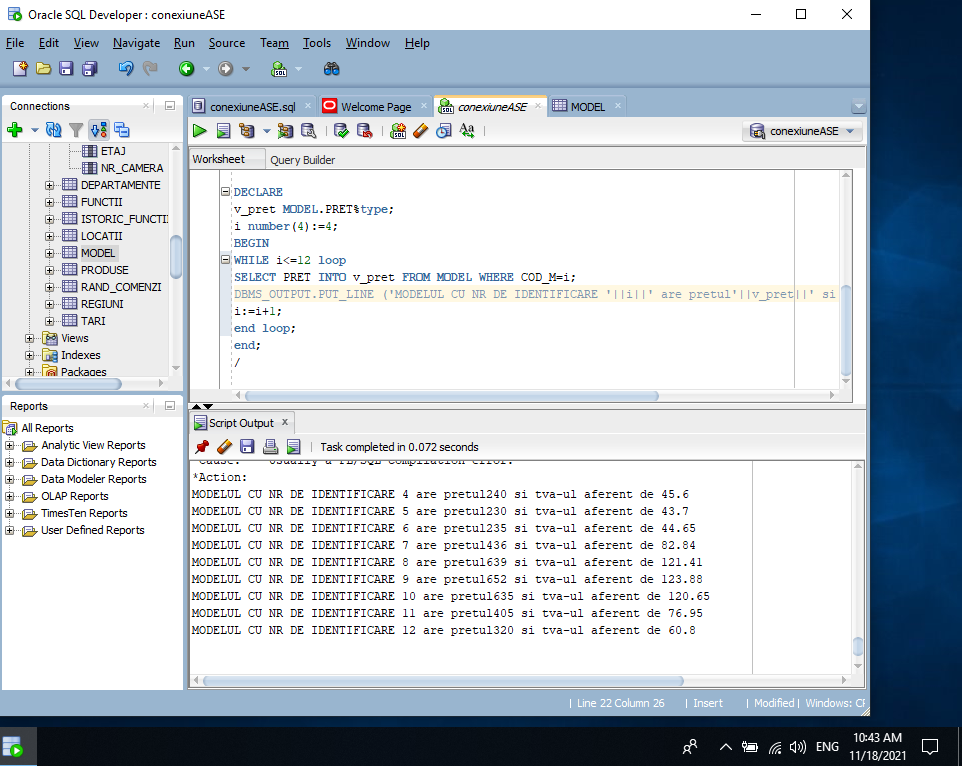 Oracle SQL Developer : conexiuneASE
File Edit View Navigate Run Source Team Tools Window Help
Connections
conexiuneASE.sql Welcome Page conexiuneASE MODEL
conexiuneASE
Worksheet Query Builder
ETAJ
NR_CAMERA
DEPARTAMENTE
FUNCTII
ISTORIC_FUNCTII
LOCATII
MODEL
PRODUSE
RAND_COMENZI
REGIUNI
TARI
Views
Indexes
Packages
DECLARE
v_pret MODEL.PRET%type;
i number(4):=4;
BEGIN
WHILE i<=12 loop
SELECT PRET INTO v_pret FROM MODEL WHERE COD_M=i;
DBMS_OUTPUT.PUT_LINE ('MODELUL CU NR DE IDENTIFICARE '||i||' are pretul'||v_pret||' si
i:=i+1;
end loop;
end;
/
Reports
All Reports
Analytic View Reports
Data Dictionary Reports
Data Modeler Reports
OLAP Reports
TimesTen Reports
User Defined Reports
Script Output
Task completed in 0.072 seconds
*Cause: Usually a PL/SQL compilation error.
*Action:
MODELUL CU NR DE IDENTIFICARE 4 are pretul240 si tva-ul aferent de 45.6
MODELUL CU NR DE IDENTIFICARE 5 are pretul230 si tva-ul aferent de 43.7
MODELUL CU NR DE IDENTIFICARE 6 are pretul235 si tva-ul aferent de 44.65
MODELUL CU NR DE IDENTIFICARE 7 are pretul436 si tva-ul aferent de 82.84
MODELUL CU NR DE IDENTIFICARE 8 are pretul639 si tva-ul aferent de 121.41
MODELUL CU NR DE IDENTIFICARE 9 are pretul652 si tva-ul aferent de 123.88
MODELUL CU NR DE IDENTIFICARE 10 are pretul635 si tva-ul aferent de 120.65
MODELUL CU NR DE IDENTIFICARE 11 are pretul405 si tva-ul aferent de 76.95
MODELUL CU NR DE IDENTIFICARE 12 are pretul320 si tva-ul aferent de 60.8
| Line 22 Column 26 | Insert | Modified | Windows: CF
ENG
10:43 AM
11/18/2021